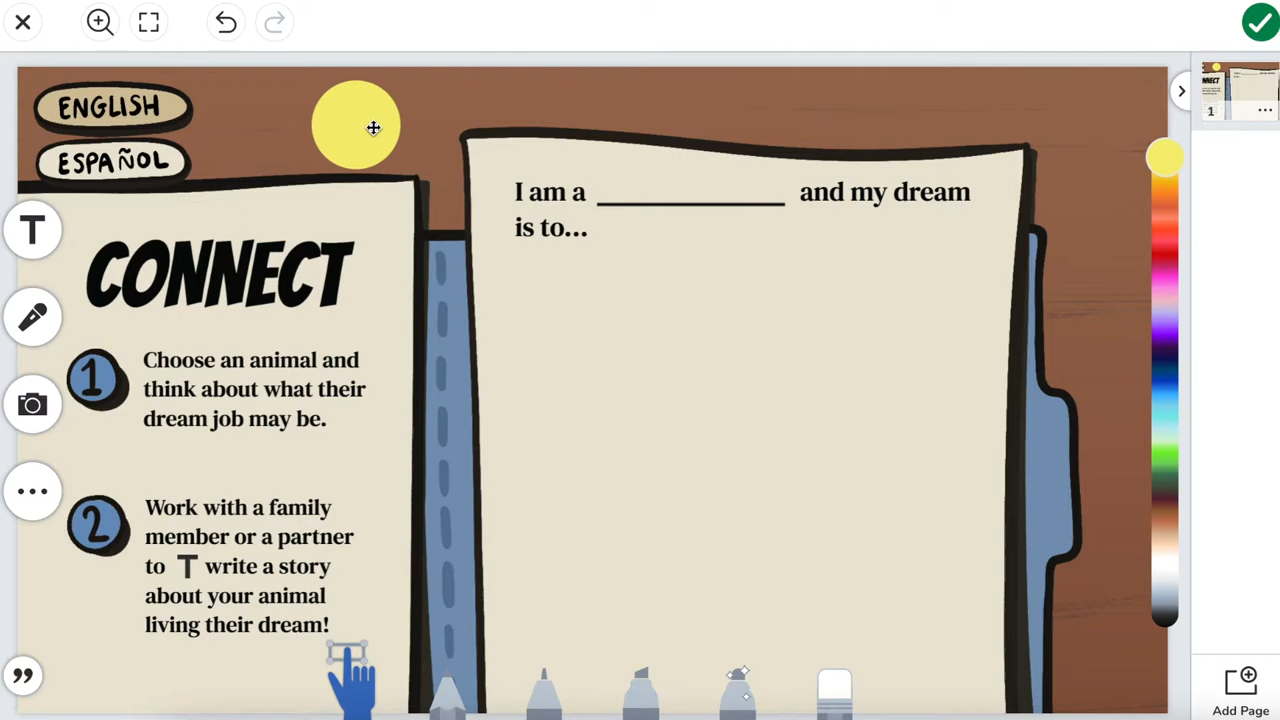 ENGLISH
ESPAÑOL
CONNECT
1
Choose an animal and
think about what their
dream job may be.
2
Work with a family
member or a partner
to T write a story
about your animal
living their dream!
I am a ____________ and my dream
is to...
T
1
Add Page